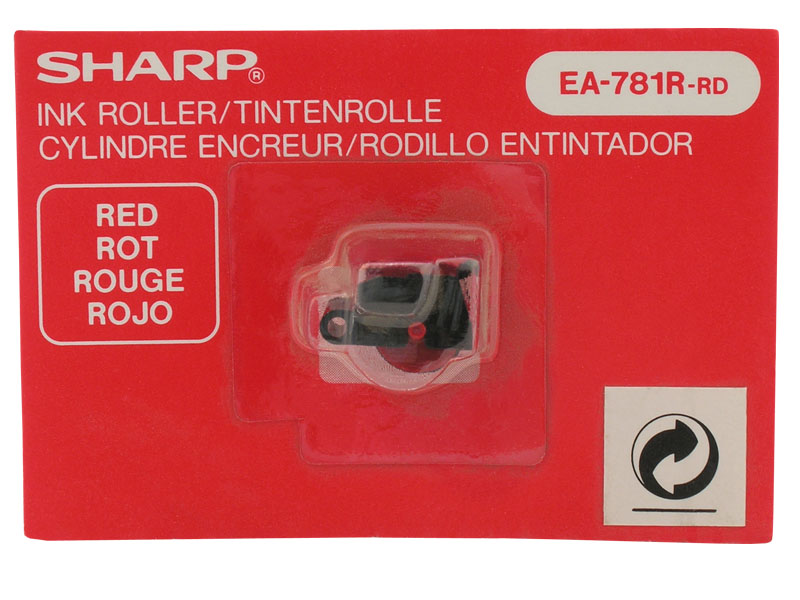 SHARP®
EA-781R-RD
INK ROLLER/TINTENROLLE
CYLINDRE ENCREUR/RODILLO ENTINTADOR
RED
ROT
ROUGE
ROJO